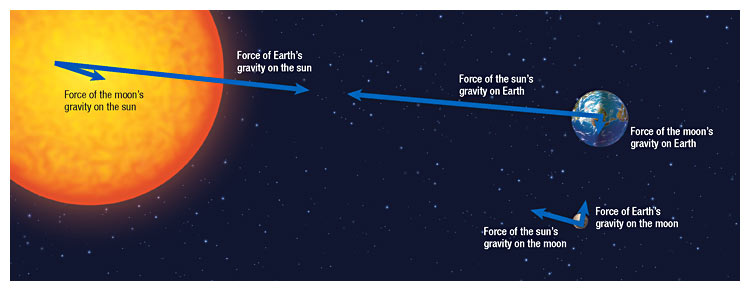 Force of Earth's
gravity on the sun
Force of the moon's
gravity on the sun
Force of the sun's
gravity on Earth
Force of the moon's
gravity on Earth
Force of the sun's
gravity on the moon
Force of Earth's
gravity on the moon